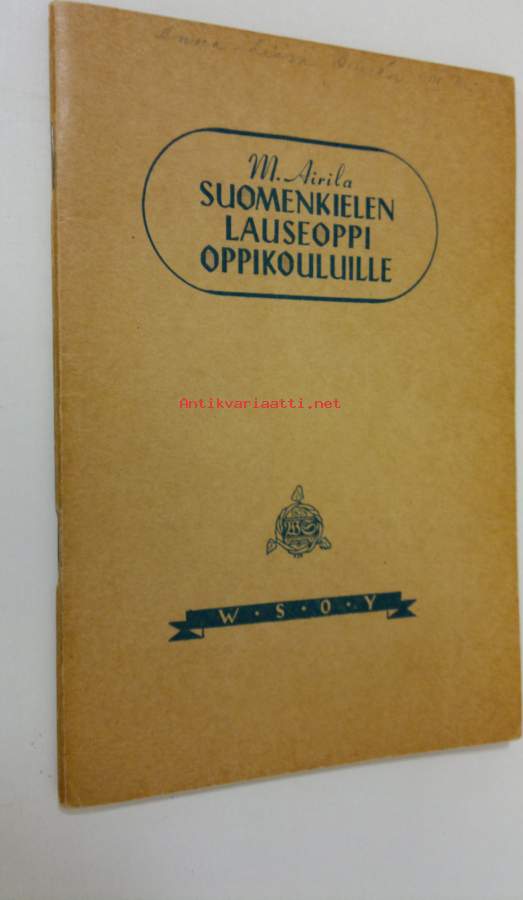 M. Airila
SUOMENKIELEN
LAUSEOPPI
OPPIKOULUILLE
Antikvariaatti.net
W·S·O·Y